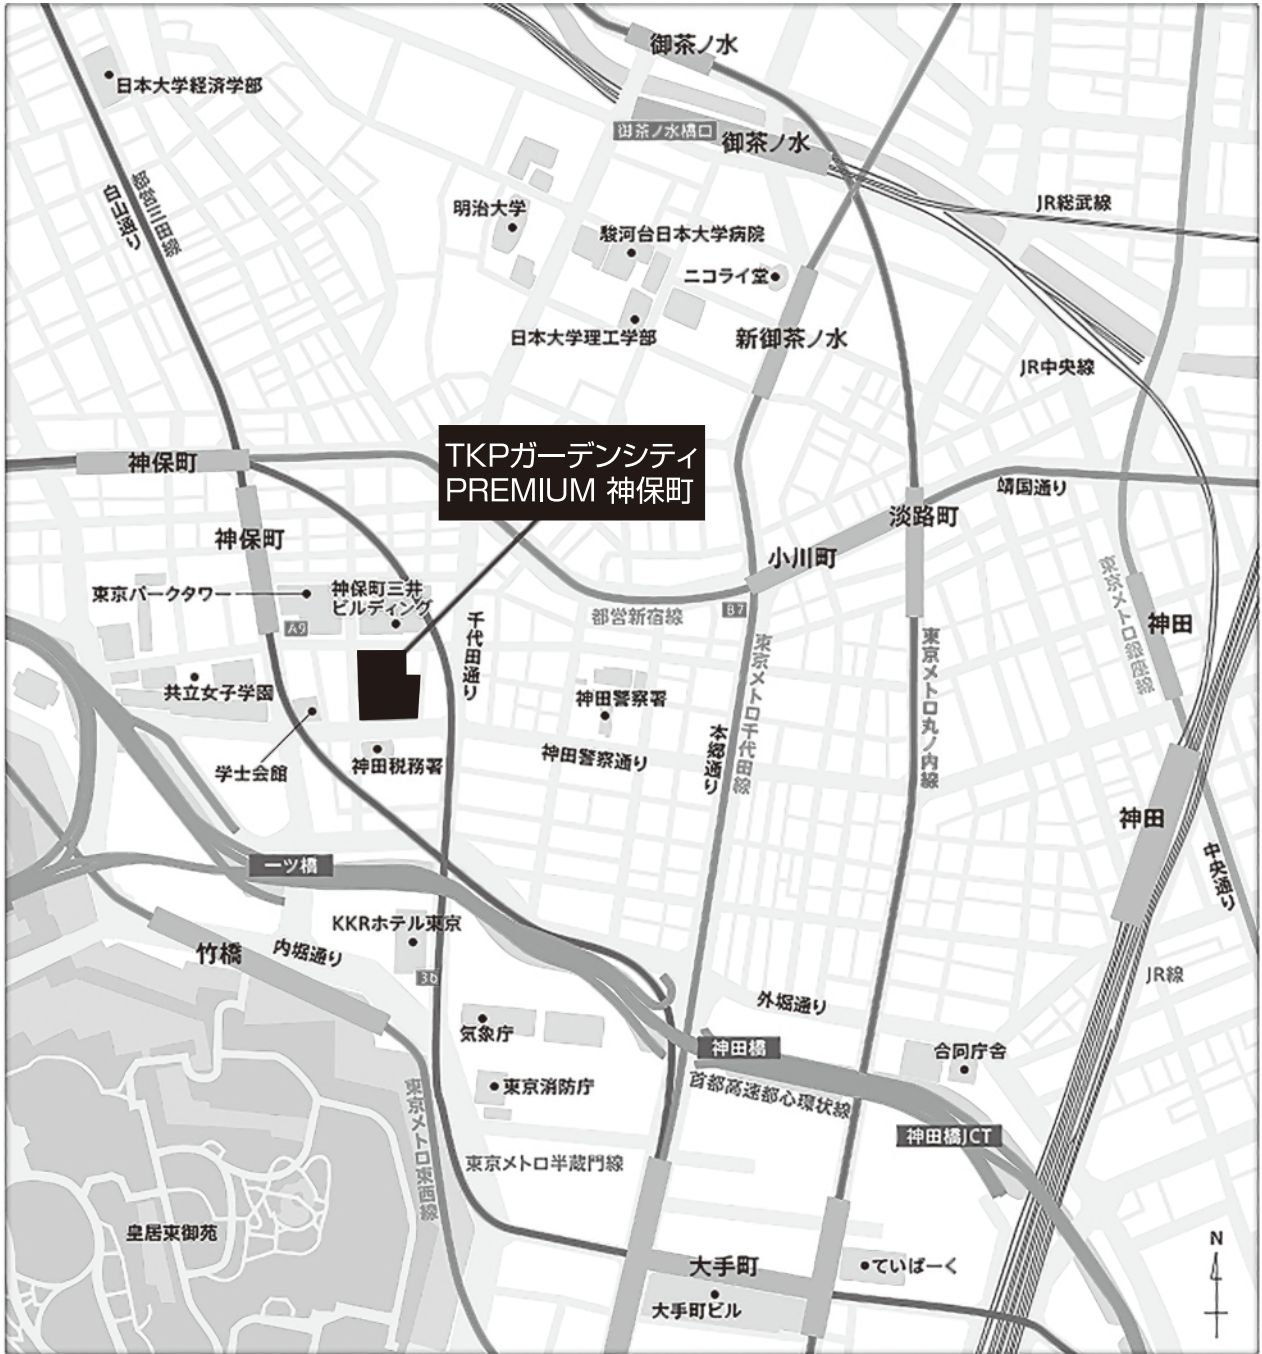 御茶ノ水
日本大学経済学部
御茶ノ水橋口
御茶ノ水
白山通り
都営三田線
明治大学
JR総武線
駿河台日本大学病院
ニコライ堂
日本大学理工学部
新御茶ノ水
JR中央線
TKPガーデンシティ
PREMIUM 神保町
神保町
靖国通り
淡路町
神保町
小川町
東京パークタワー
神保町三井
ビルディング
都営新宿線
B7
A9
千代田通り
東京メトロ銀座線
神田
共立女子学園
神田警察署
東京メトロ千代田線
東京メトロ丸ノ内線
本郷通り
学士会館
神田税務署
神田警察通り
神田
一ツ橋
中央通り
KKRホテル東京
竹橋
内堀通り
3b
JR線
外堀通り
気象庁
神田橋
合同庁舎
東京消防庁
首都高速都心環状線
神田橋JCT
東京メトロ東西線
東京メトロ半蔵門線
皇居東御苑
N
大手町
ていぱーく
大手町ビル